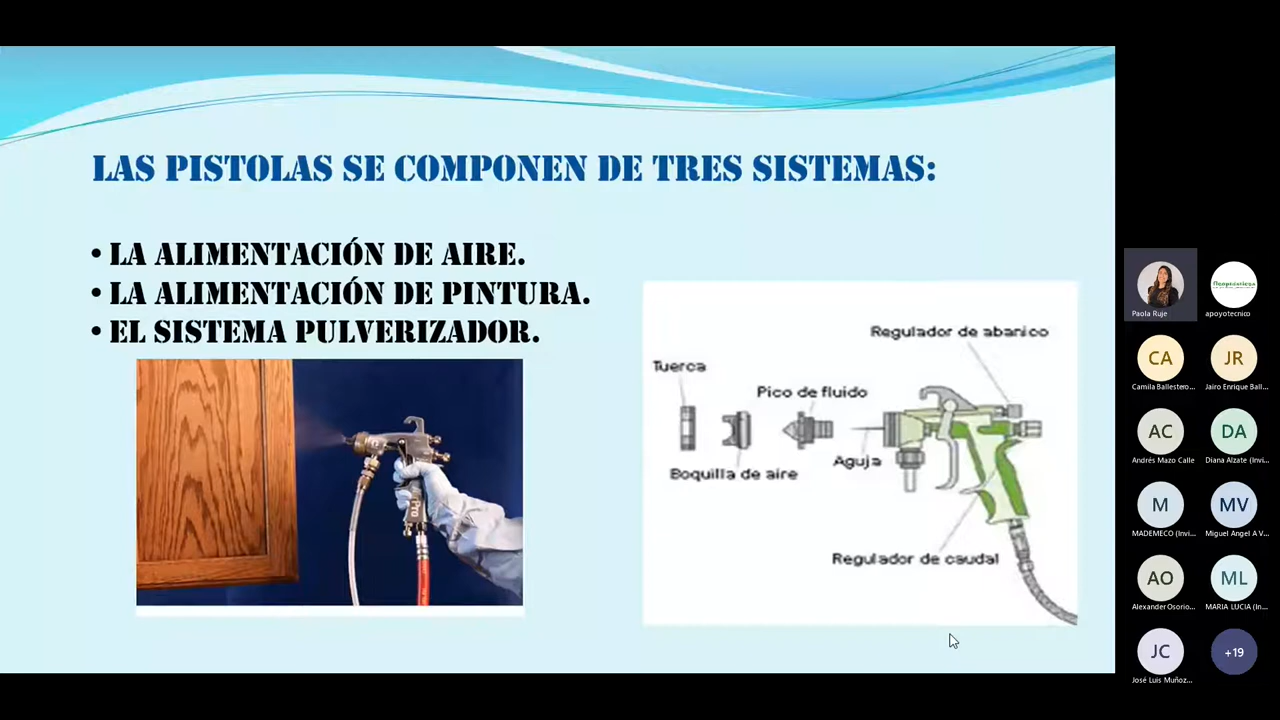 LAS PISTOLAS SE COMPONEN DE TRES SISTEMAS:
• LA ALIMENTACIÓN DE AIRE.
• LA ALIMENTACIÓN DE PINTURA.
• EL SISTEMA PULVERIZADOR.
Pro
Regulador de abanico
Tuerca
Pico de fluido
Aguja
Boquilla de aire
Regulador de caudal
Paola Ruje
apoyotecnico
CA
Camila Ballestero...
JR
Jairo Enrique Ball...
AC
Andrés Mazo Calle
DA
Diana Alzate (Invi...
M
MADEMECO (Invi...
MV
Miguel Angel A V...
AO
Alexander Osorio...
ML
MARIA LUCIA (In...
JC
José Luis Muñoz...
+19